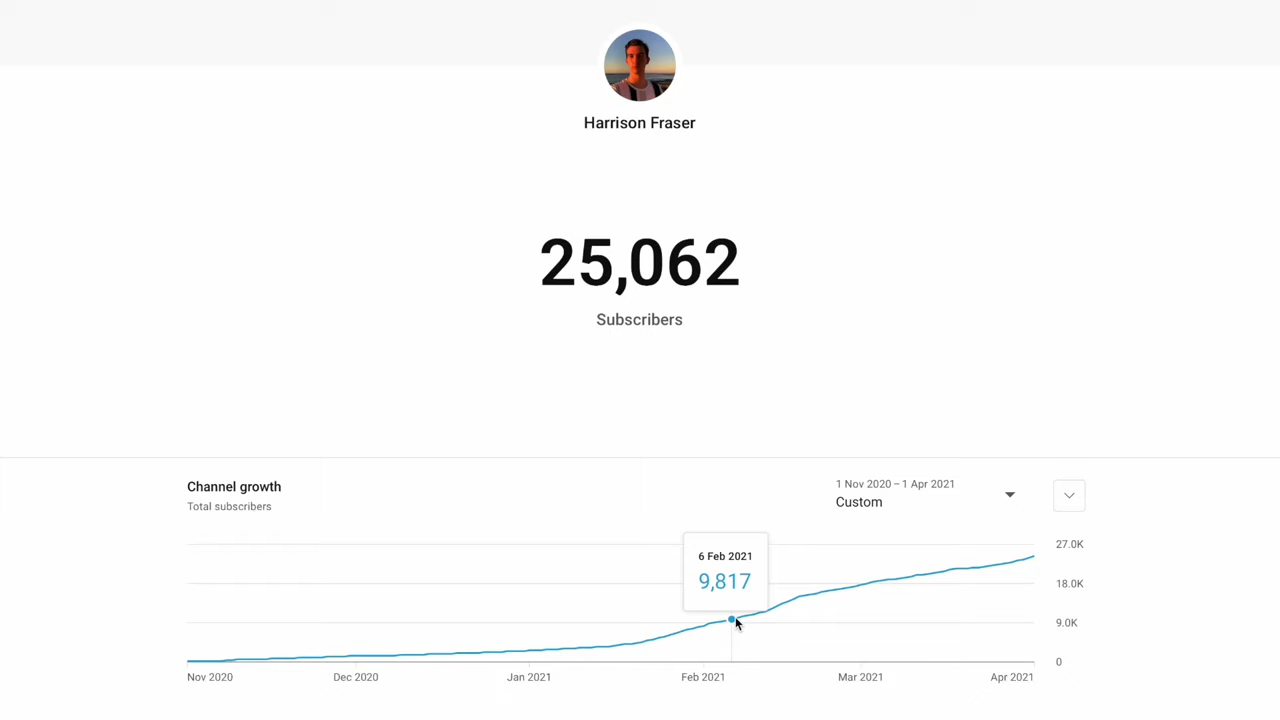 Harrison Fraser
25,062
Subscribers
Channel growth
Total subscribers
1 Nov 2020 – 1 Apr 2021
Custom
6 Feb 2021
9,817
27.0K
18.0K
9.0K
0
Nov 2020
Dec 2020
Jan 2021
Feb 2021
Mar 2021
Apr 2021